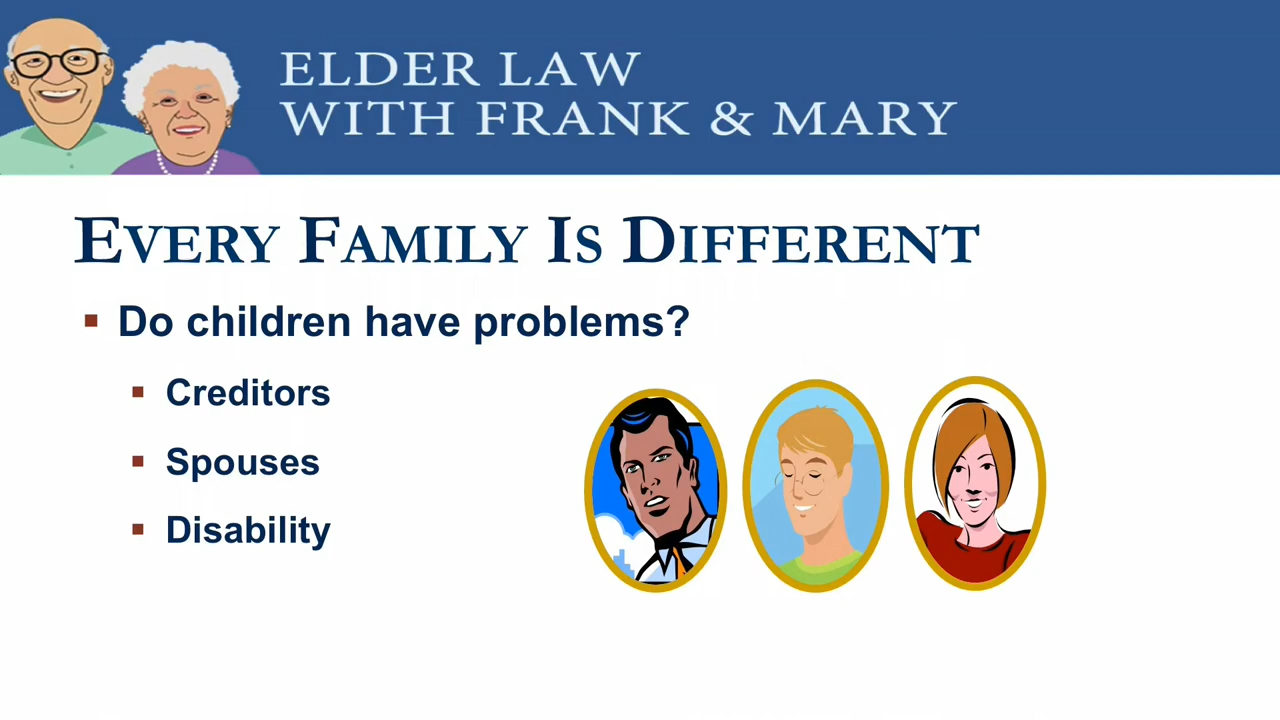 ELDER LAW
WITH FRANK & MARY
EVERY FAMILY IS DIFFERENT
Do children have problems?
Creditors
Spouses
Disability